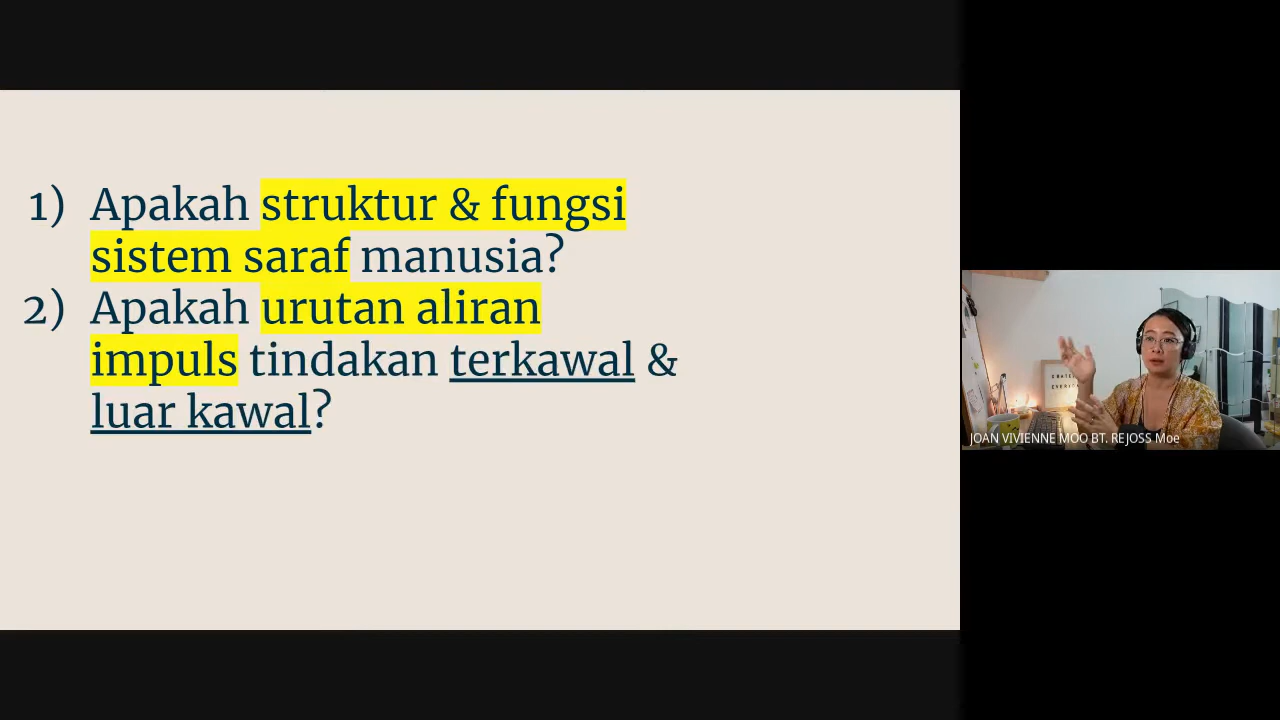 1) Apakah struktur & fungsi
sistem saraf manusia?
2) Apakah urutan aliran
impuls tindakan terkawal &
luar kawal?
JOAN VIVIENNE MOO BT. REJOSS Moe